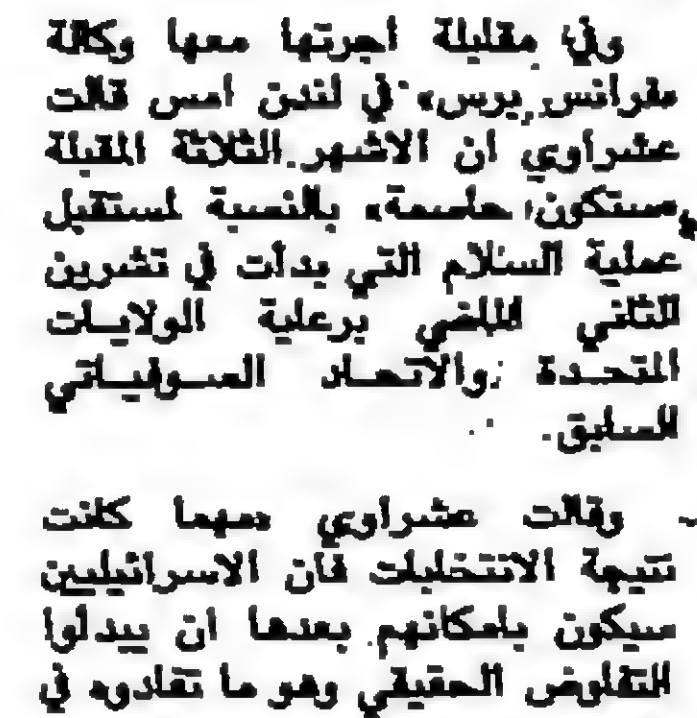 وفي مقابلة اجرتها معها وكالة
«فرانس برس» في لندن امس قالت
عشراوي ان الاشهر الثلاثة المقبلة
«ستكون حاسمة» بالنسبة لمستقبل
عملية السلام التي بدات في تشرين
الثاني الماضي برعاية الولايات
المتحدة والاتحاد السوفياتي
السابق.
وقالت عشراوي «مهما كانت
نتيجة الانتخابات فان الاسرائيليين
سيكون بامكانهم بعدها ان يبدلوا
التفاوض الحقيقي وهو ما تفادوه في